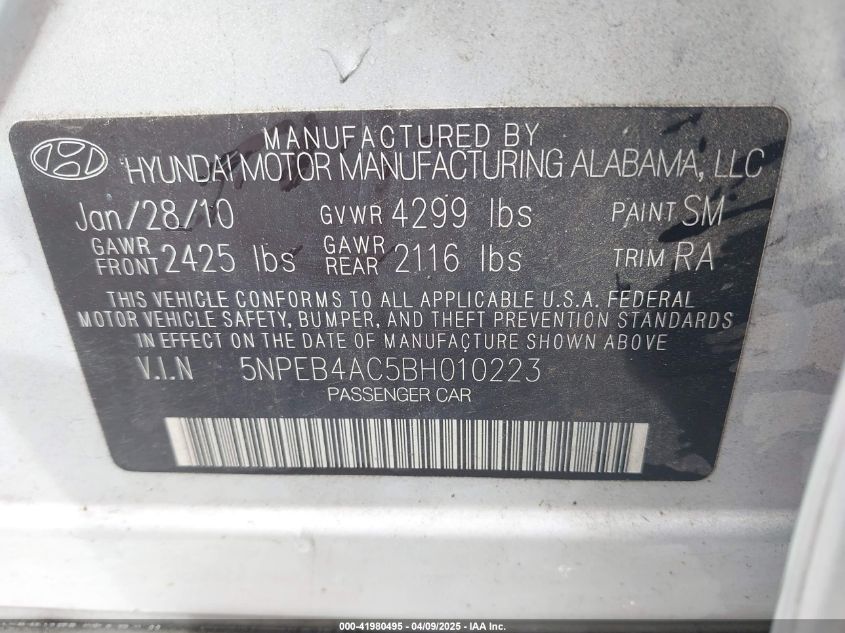 MANUFACTURED BY
HYUNDAI MOTOR MANUFACTURING ALABAMA, LLC
Jan/28/10 GVWR 4299 lbs PAINT SM
GAWR FRONT 2425 lbs GAWR REAR 2116 lbs TRIM RA
THIS VEHICLE CONFORMS TO ALL APPLICABLE U.S.A. FEDERAL
MOTOR VEHICLE SAFETY, BUMPER, AND THEFT PREVENTION STANDARDS
IN EFFECT ON THE DATE OF MANUFACTURE SHOWN ABOVE
V.I.N 5NPEB4AC5BH010223
PASSENGER CAR
000-41980495 - 04/09/2025 - IAA Inc.